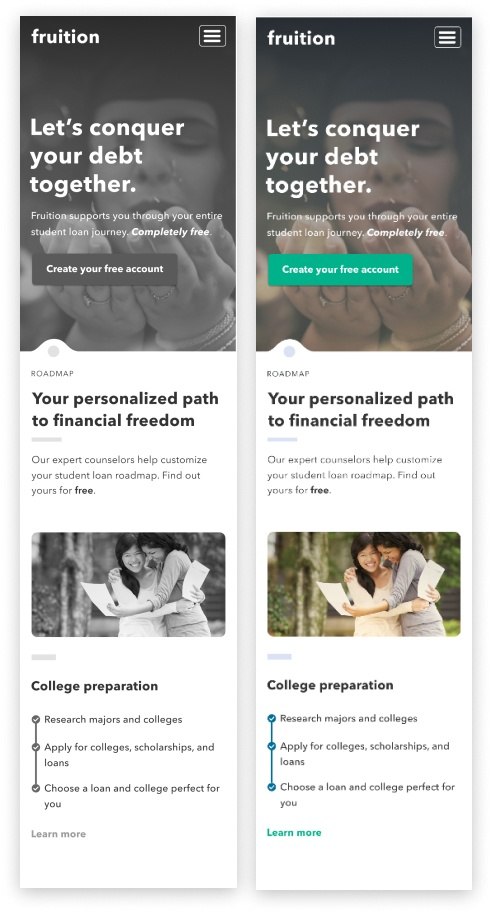 fruition
Let's conquer
your debt
together.
Fruition supports you through your entire
student loan journey. Completely free.
Create your free account
ROADMAP
Your personalized path
to financial freedom
Our expert counselors help customize
your student loan roadmap. Find out
yours for free.
College preparation
Research majors and colleges
Apply for colleges, scholarships, and
loans
Choose a loan and college perfect for
you
Learn more
fruition
Let's conquer
your debt
together.
Fruition supports you through your entire
student loan journey. Completely free.
Create your free account
ROADMAP
Your personalized path
to financial freedom
Our expert counselors help customize
your student loan roadmap. Find out
yours for free.
College preparation
Research majors and colleges
Apply for colleges, scholarships, and
loans
Choose a loan and college perfect for
you
Learn more